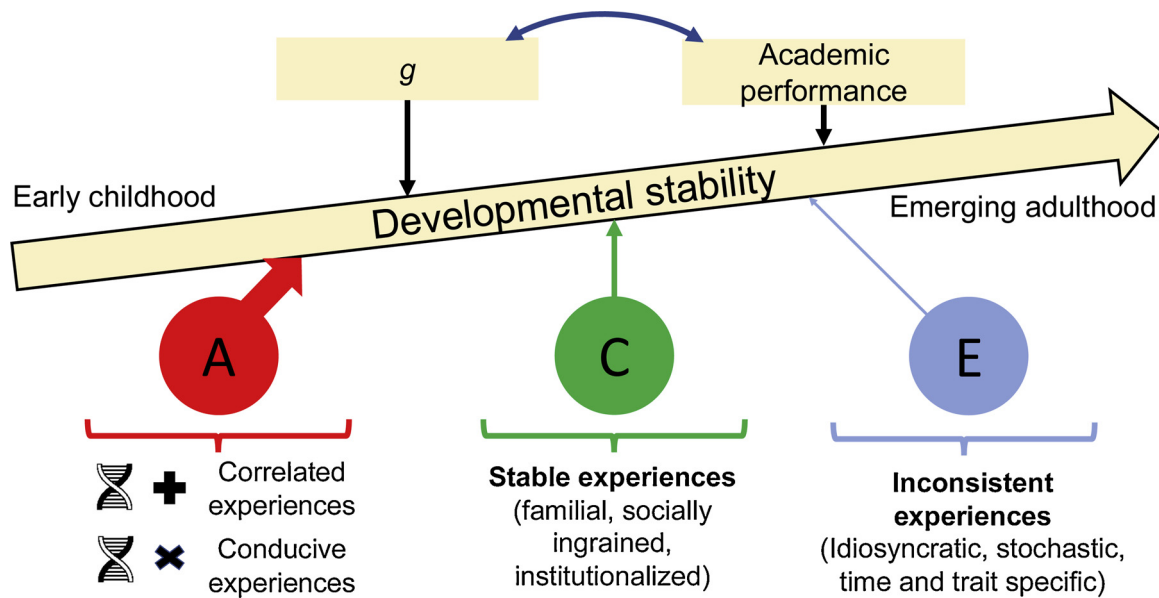 g
Academic
performance
Early childhood
Developmental stability
Emerging adulthood
A
C
E
Correlated
experiences
Conducive
experiences
Stable experiences
(familial, socially
ingrained,
institutionalized)
Inconsistent
experiences
(Idiosyncratic, stochastic,
time and trait specific)